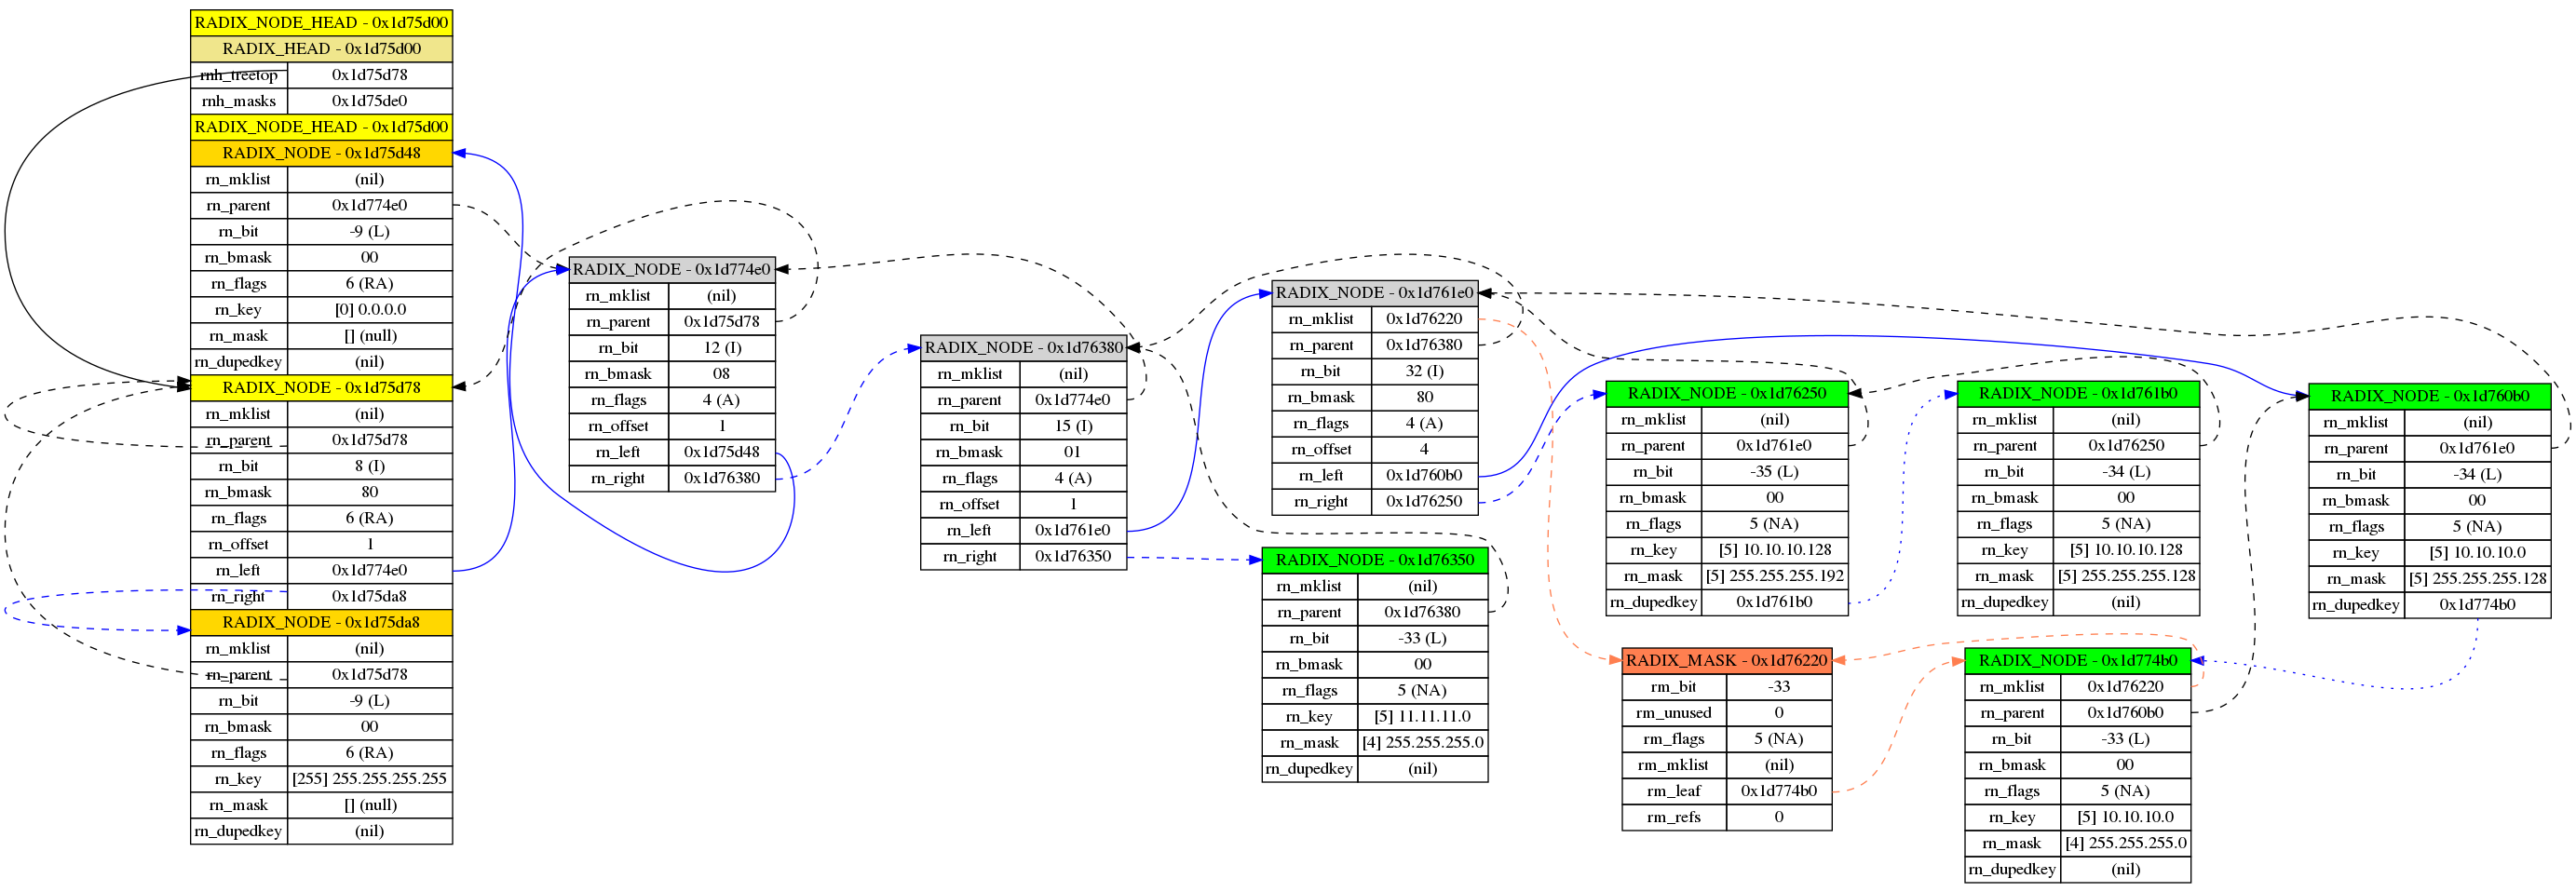 RADIX_NODE_HEAD - 0x1d75d00
RADIX_HEAD - 0x1d75d00
rnh_treetop 0x1d75d78
rnh_masks 0x1d75de0
RADIX_NODE_HEAD - 0x1d75d00
RADIX_NODE - 0x1d75d48
rn_mklist (nil)
rn_parent 0x1d774e0
rn_bit -9 (L)
rn_bmask 00
rn_flags 6 (RA)
rn_key [0] 0.0.0.0
rn_mask [] (null)
rn_dupedkey (nil)
RADIX_NODE - 0x1d75d78
rn_mklist (nil)
rn_parent 0x1d75d78
rn_bit 8 (I)
rn_bmask 80
rn_flags 6 (RA)
rn_offset 1
rn_left 0x1d774e0
rn_right 0x1d75da8
RADIX_NODE - 0x1d75da8
rn_mklist (nil)
rn_parent 0x1d75d78
rn_bit -9 (L)
rn_bmask 00
rn_flags 6 (RA)
rn_key [255] 255.255.255.255
rn_mask [] (null)
rn_dupedkey (nil)
RADIX_NODE - 0x1d774e0
rn_mklist (nil)
rn_parent 0x1d75d78
rn_bit 12 (I)
rn_bmask 08
rn_flags 4 (A)
rn_offset 1
rn_left 0x1d75d48
rn_right 0x1d76380
RADIX_NODE - 0x1d76380
rn_mklist (nil)
rn_parent 0x1d774e0
rn_bit 15 (I)
rn_bmask 01
rn_flags 4 (A)
rn_offset 1
rn_left 0x1d761e0
rn_right 0x1d76350
RADIX_NODE - 0x1d761e0
rn_mklist 0x1d76220
rn_parent 0x1d76380
rn_bit 32 (I)
rn_bmask 80
rn_flags 4 (A)
rn_offset 4
rn_left 0x1d760b0
rn_right 0x1d76250
RADIX_NODE - 0x1d76350
rn_mklist (nil)
rn_parent 0x1d76380
rn_bit -33 (L)
rn_bmask 00
rn_flags 5 (NA)
rn_key [5] 11.11.11.0
rn_mask [4] 255.255.255.0
rn_dupedkey (nil)
RADIX_NODE - 0x1d76250
rn_mklist (nil)
rn_parent 0x1d761e0
rn_bit -35 (L)
rn_bmask 00
rn_flags 5 (NA)
rn_key [5] 10.10.10.128
rn_mask [5] 255.255.255.192
rn_dupedkey 0x1d761b0
RADIX_MASK - 0x1d76220
rm_bit -33
rm_unused 0
rm_flags 5 (NA)
rm_mklist (nil)
rm_leaf 0x1d774b0
rm_refs 0
RADIX_NODE - 0x1d761b0
rn_mklist (nil)
rn_parent 0x1d76250
rn_bit -34 (L)
rn_bmask 00
rn_flags 5 (NA)
rn_key [5] 10.10.10.128
rn_mask [5] 255.255.255.128
rn_dupedkey (nil)
RADIX_NODE - 0x1d774b0
rn_mklist 0x1d76220
rn_parent 0x1d760b0
rn_bit -33 (L)
rn_bmask 00
rn_flags 5 (NA)
rn_key [5] 10.10.10.0
rn_mask [4] 255.255.255.0
rn_dupedkey (nil)
RADIX_NODE - 0x1d760b0
rn_mklist (nil)
rn_parent 0x1d761e0
rn_bit -34 (L)
rn_bmask 00
rn_flags 5 (NA)
rn_key [5] 10.10.10.0
rn_mask [5] 255.255.255.128
rn_dupedkey 0x1d774b0